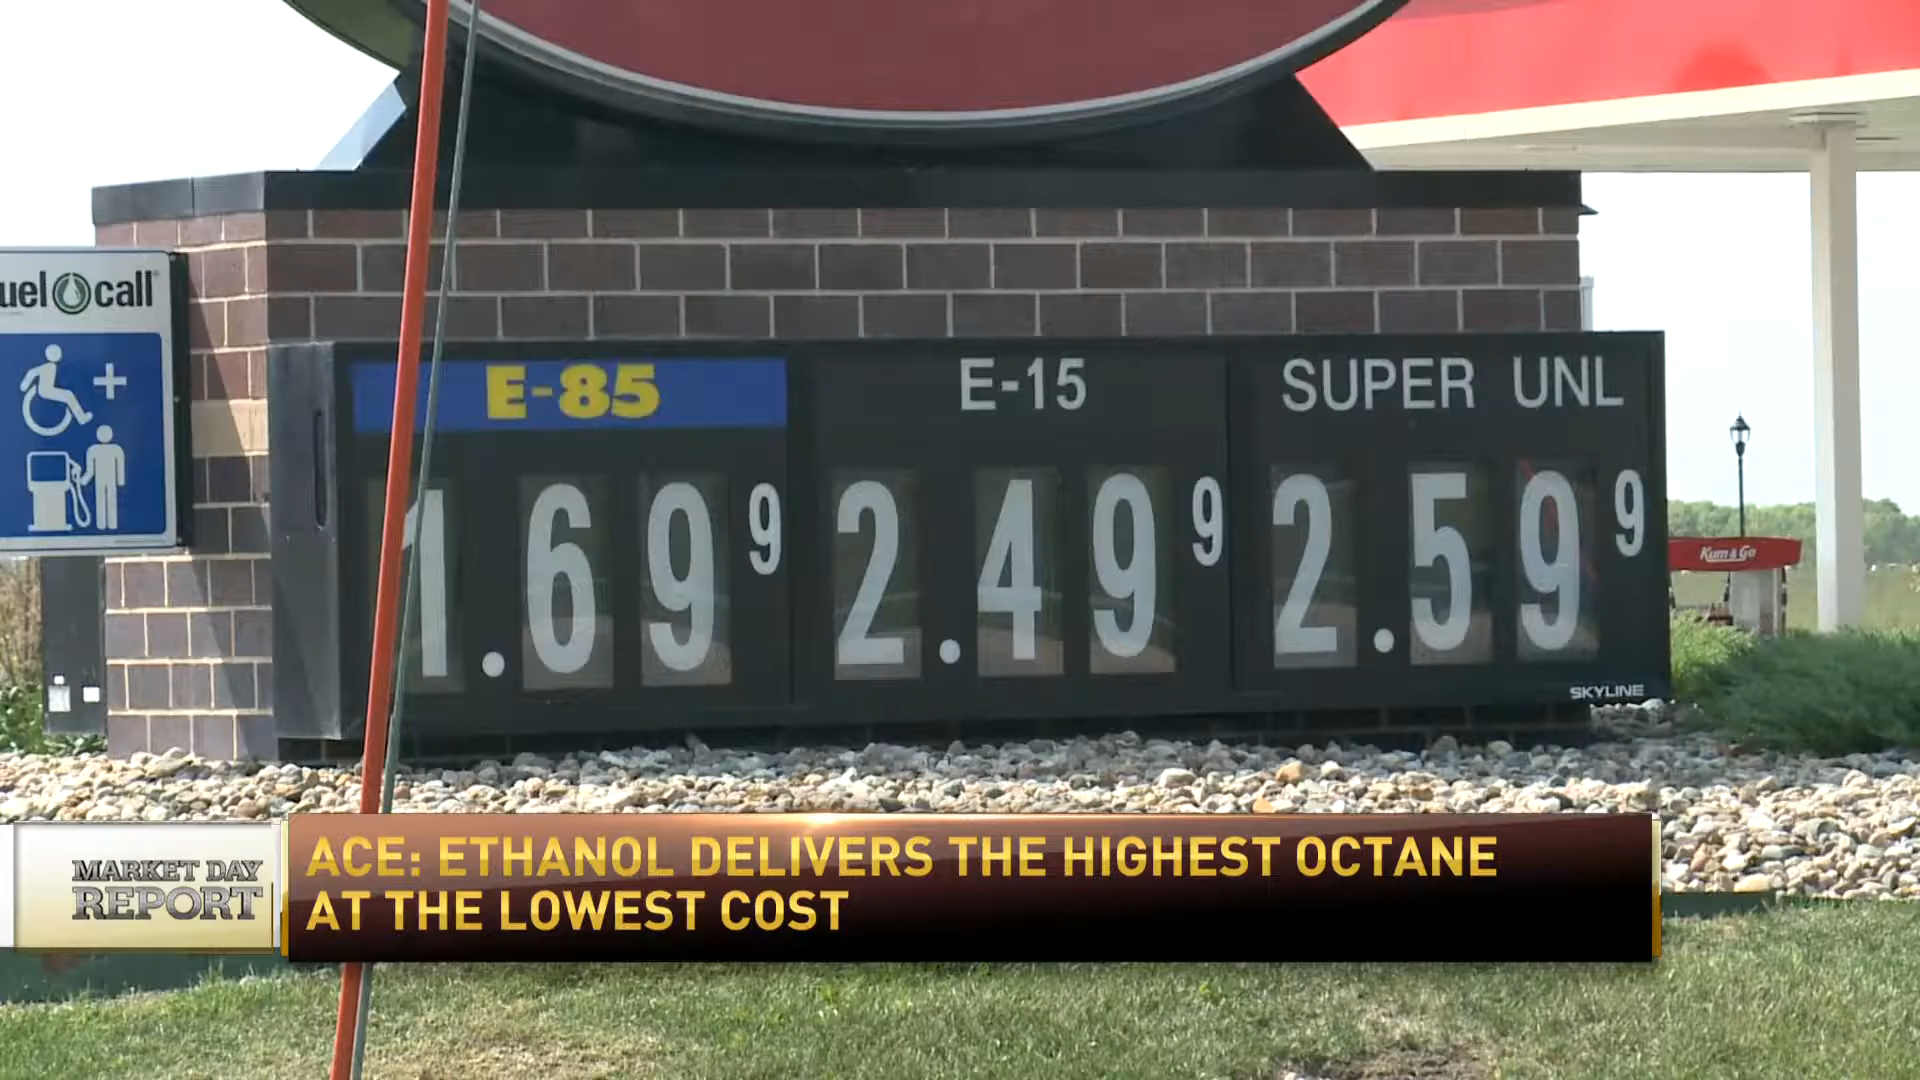 uel call
E-85
E-15
SUPER UNL
1.69 9
2.49 9
2.59 9
Kum & Go
SKYLINE
MARKET DAY
REPORT
ACE: ETHANOL DELIVERS THE HIGHEST OCTANE
AT THE LOWEST COST